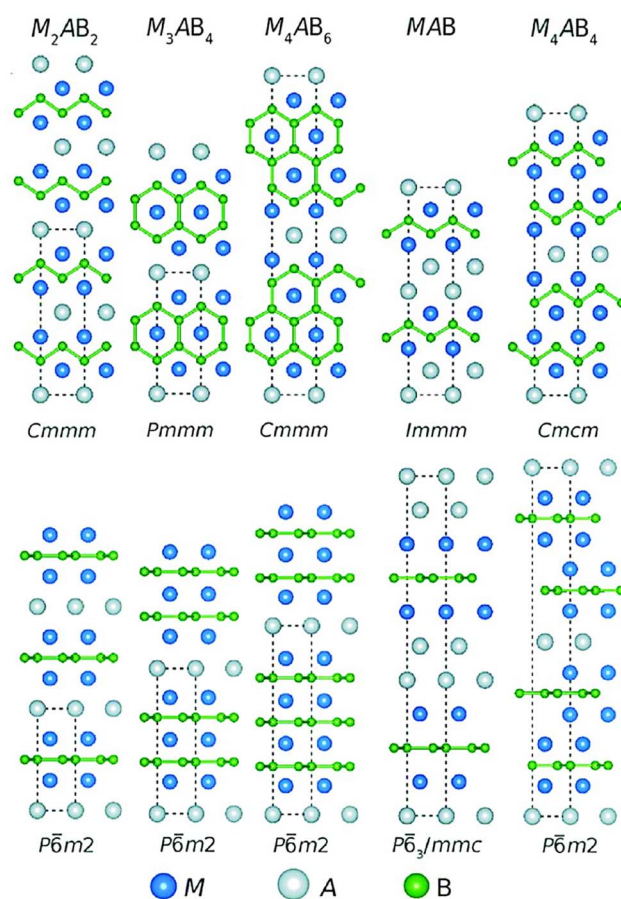 M₂AB₂ M₃AB₄ M₄AB₆ MAB M₄AB₄
Cmmm Pmmm Cmmm Immm Cmcm
P6̅m2 P6̅m2 P6̅m2 P6̅₃/mmc P6̅m2
M A B